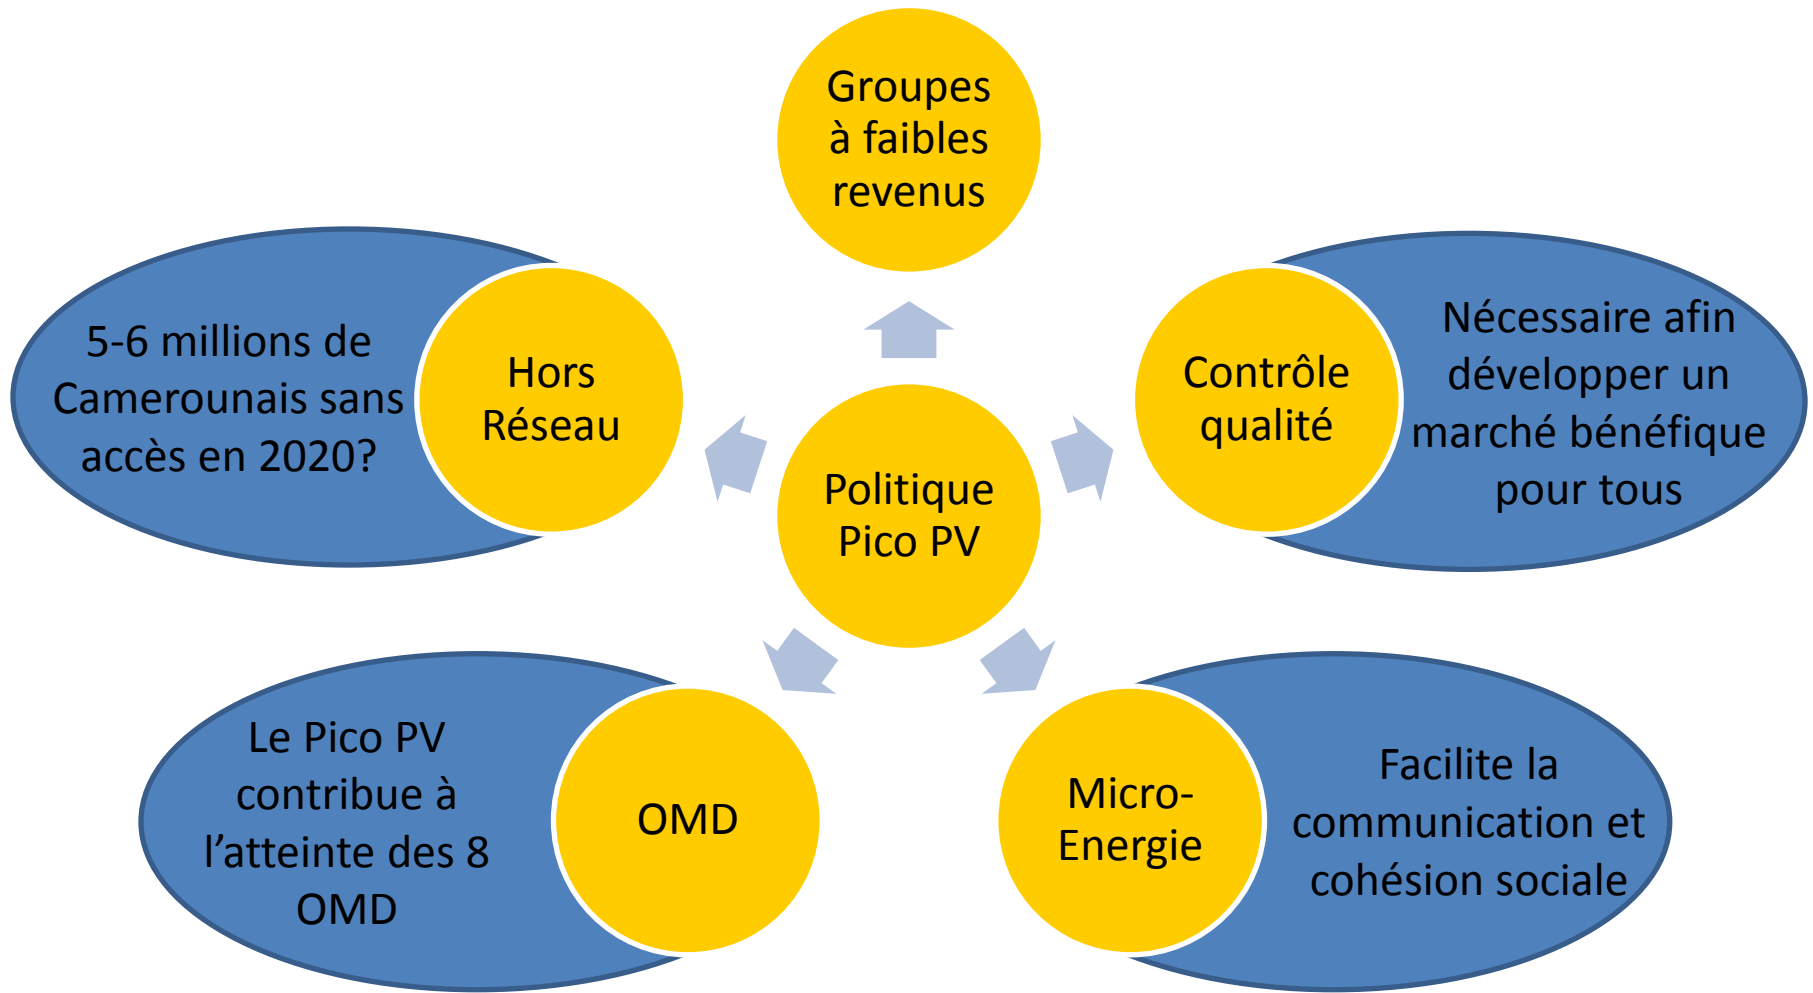 Groupes
à faibles
revenus
5-6 millions de
Camerounais sans
accès en 2020?
Hors
Réseau
Contrôle
qualité
Nécessaire afin
développer un
marché bénéfique
pour tous
Politique
Pico PV
Le Pico PV
contribue à
l’atteinte des 8
OMD
OMD
Micro-
Energie
Facilite la
communication et
cohésion sociale